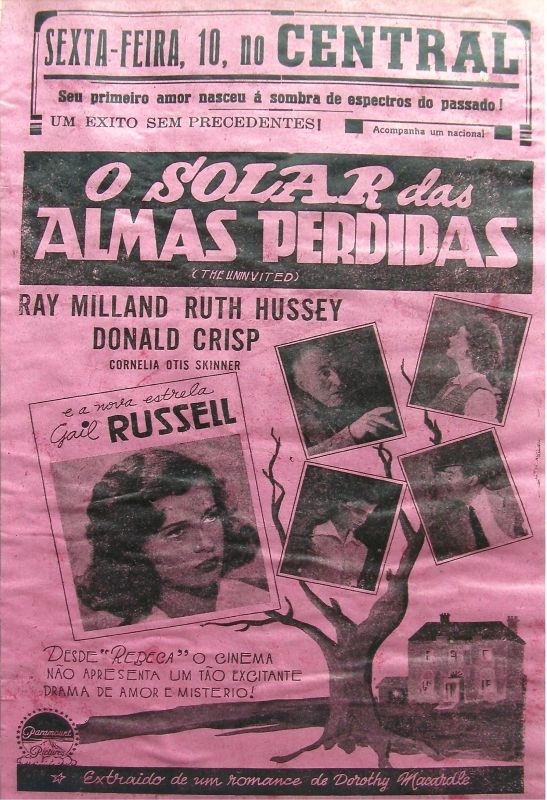 SEXTA-FEIRA, 10, no CENTRAL
Seu primeiro amor nasceu á sombra de espectros do passado!
UM EXITO SEM PRECEDENTES!
Acompanha um nacional
O SOLAR das
ALMAS PERDIDAS
(THE UNINVITED)
RAY MILLAND RUTH HUSSEY
DONALD CRISP
CORNELIA OTIS SKINNER
e a nova estrela
Gail RUSSELL
DESDE "REBECA" O CINEMA
NÃO APRESENTA UM TÃO EXCITANTE
DRAMA DE AMOR E MISTERIO!
Paramount
Pictures
Extraido de um romance de Dorothy Macardle